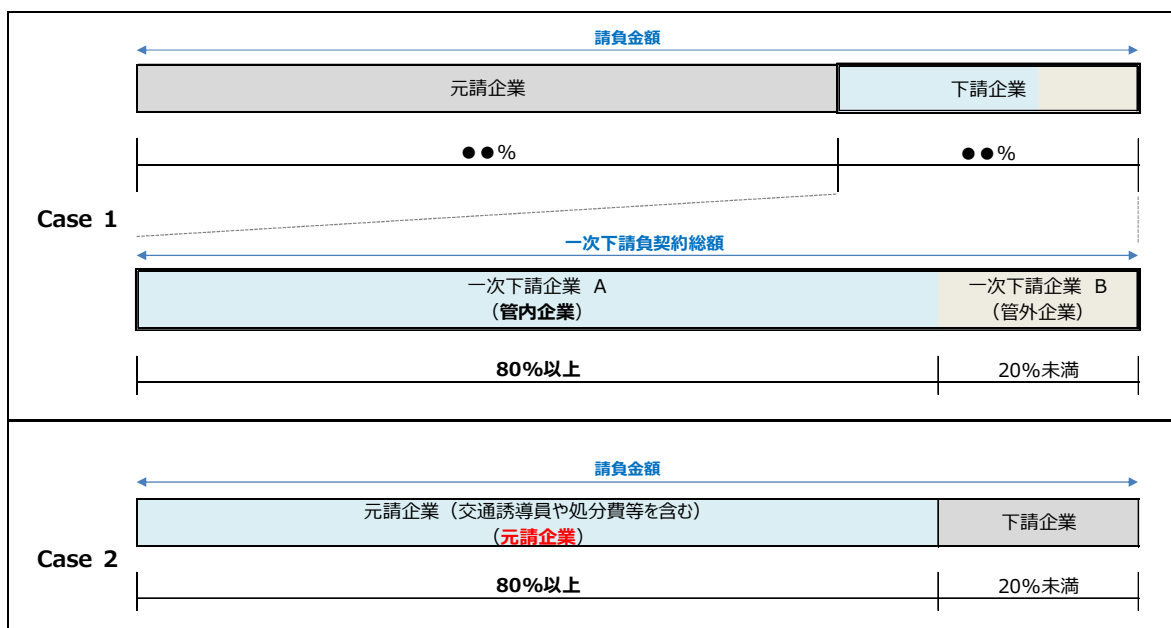 請負金額
元請企業
下請企業
●●%
●●%
Case 1
一次下請負契約総額
一次下請企業 A
(管内企業)
一次下請企業 B
(管外企業)
80%以上
20%未満
請負金額
元請企業(交通誘導員や処分費等を含む)
(元請企業)
下請企業
Case 2
80%以上
20%未満